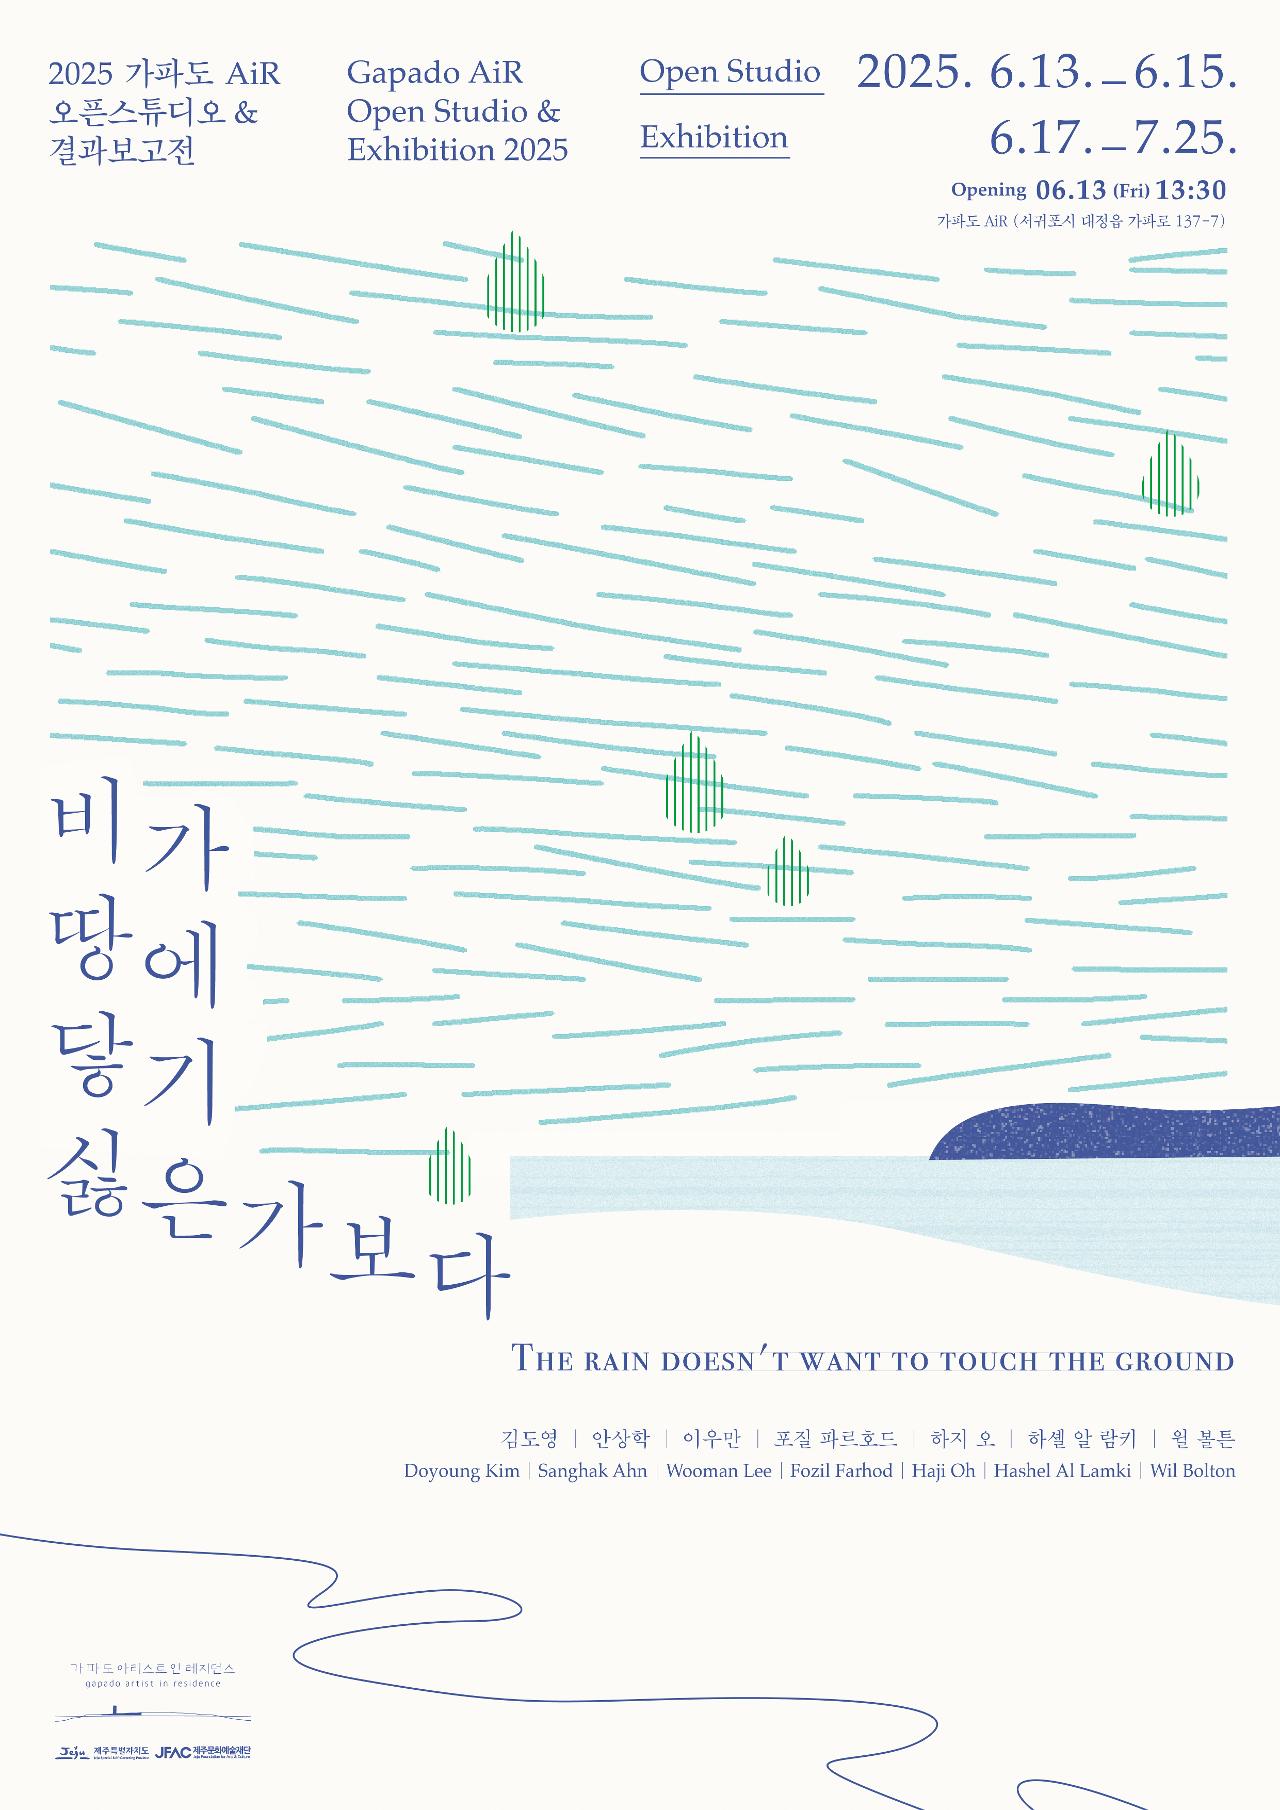 2025 가파도 AiR
오픈스튜디오 &
결과보고전
Gapado AiR
Open Studio &
Exhibition 2025
Open Studio 2025. 6.13.–6.15.
Exhibition 6.17.–7.25.
Opening 06.13 (Fri) 13:30
가파도 AiR (서귀포시 대정읍 가파로 137-7)
비가
땅에
닿기
싫은가보다
The rain doesn't want to touch the ground
김도영 | 안상학 | 이우만 | 포질 파르호드 | 하지 오 | 하셸 알 람키 | 윌 볼튼
Doyoung Kim | Sanghak Ahn | Wooman Lee | Fozil Farhod | Haji Oh | Hashel Al Lamki | Wil Bolton
가파도 아티스트 인 레지던스
gapado artist in residence
Jeju 제주특별자치도 JFAC 제주문화예술재단